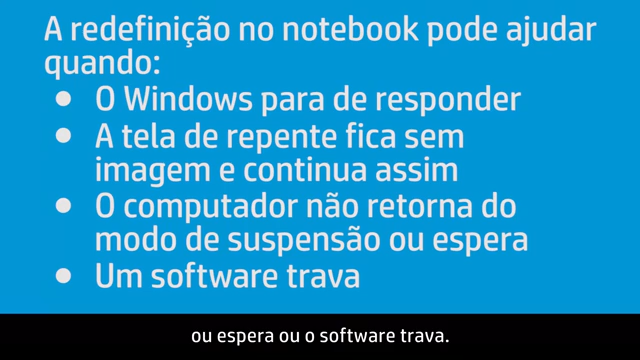 A redefinição no notebook pode ajudar
quando:
● O Windows para de responder
● A tela de repente fica sem
imagem e continua assim
● O computador não retorna do
modo de suspensão ou espera
● Um software trava
ou espera ou o software trava.